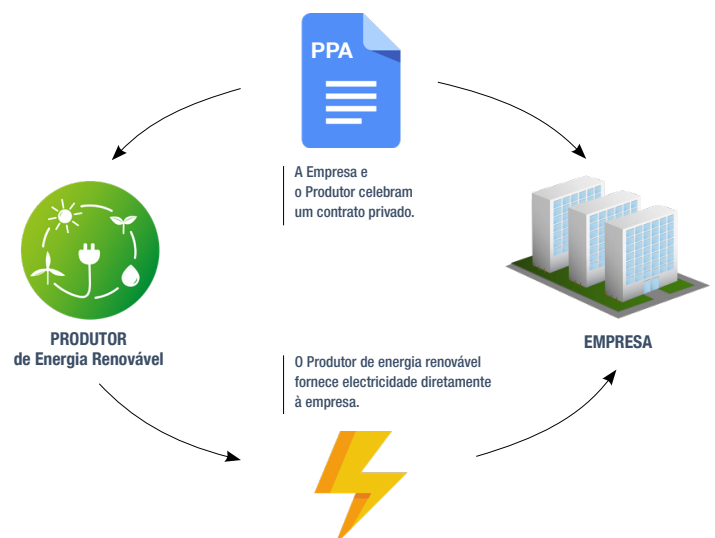 PPA
A Empresa e
o Produtor celebram
um contrato privado.
PRODUTOR
de Energia Renovável
EMPRESA
O Produtor de energia renovável
fornece electricidade diretamente
à empresa.